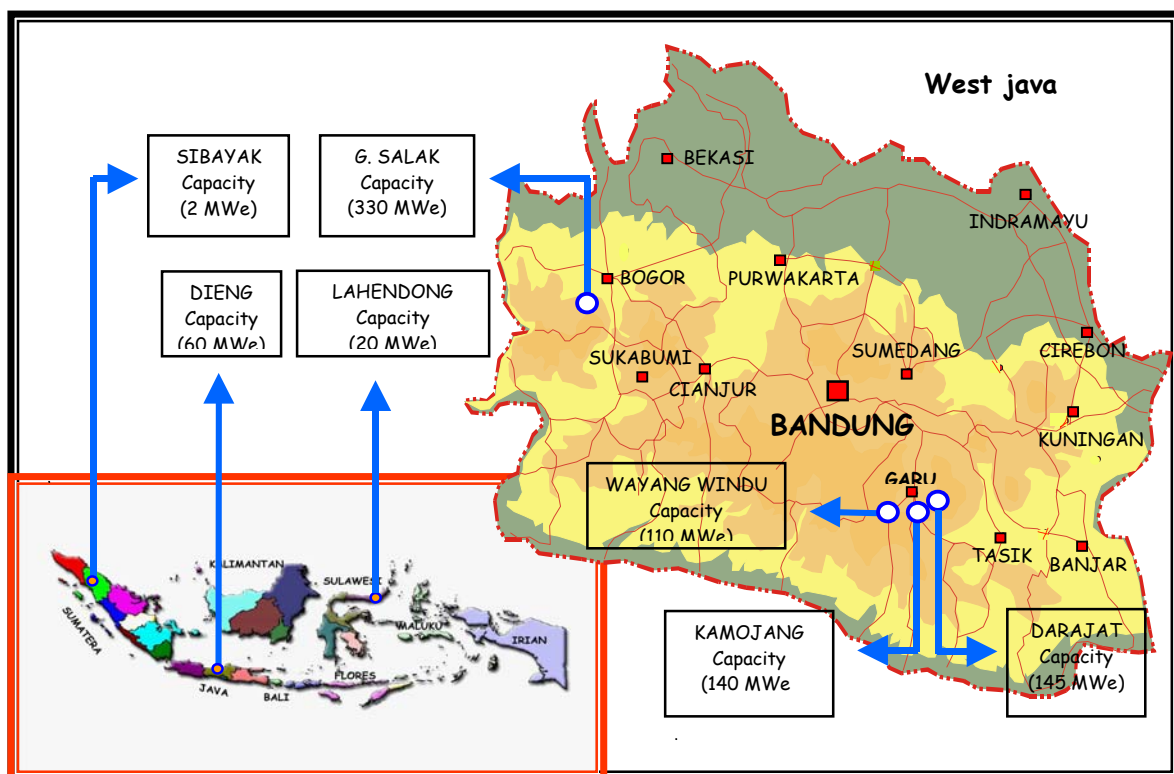 West java
SIBAYAK
Capacity
(2 MWe)
G. SALAK
Capacity
(330 MWe)
BEKASI
INDRAMAYU
BOGOR
PURWAKARTA
DIENG
Capacity
(60 MWe)
LAHENDONG
Capacity
(20 MWe)
SUKABUMI
CIANJUR
SUMEDANG
CIREBON
BANDUNG
KUNINGAN
WAYANG WINDU
Capacity
(110 MWe)
GARU
TASIK
BANJAR
KALIMANTAN
SULAWESI
SUMATERA
MALUKU
IRIAN
JAVA
BALI
FLORES
KAMOJANG
Capacity
(140 MWe
DARAJAT
Capacity
(145 MWe)